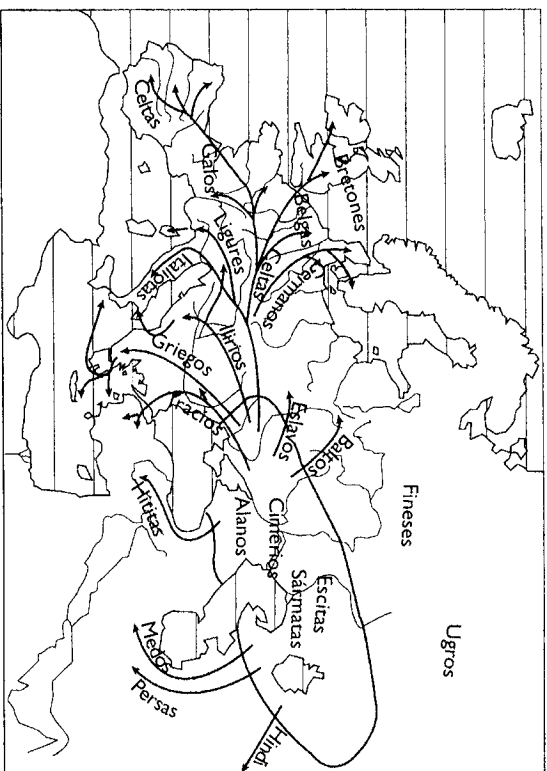 Ugros
Fineses
Bretones
Belgas
Germanos
Celtas
Galos
Ligures
Italiotas
Ilirios
Griegos
Tracios
Eslavos
Baltos
Cimerios
Alanos
Escitas
Sármatas
Celtas
Hititas
Medos
Persas
Hindi